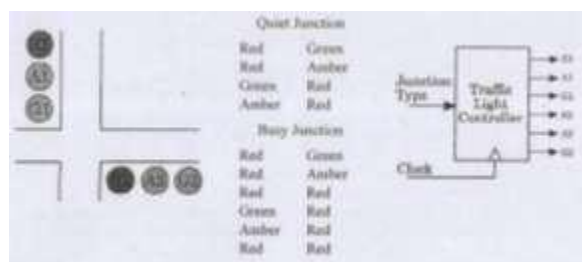 Quiet Junction
Red Green
Red Amber
Green Red
Amber Red
Busy Junction
Red Green
Red Amber
Red Red
Green Red
Amber Red
Red Red
Junction
Type
Traffic
Light
Controller
Clock